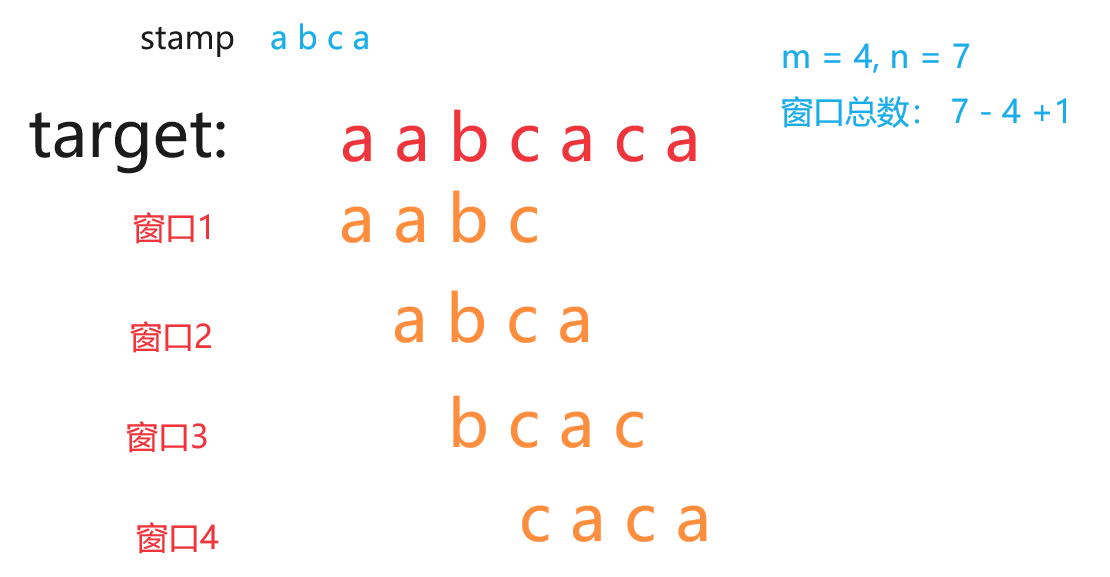 stamp a b c a
m = 4, n = 7
窗口总数： 7 - 4 +1
target: a a b c a c a
窗口1 a a b c
窗口2 a b c a
窗口3 b c a c
窗口4 c a c a